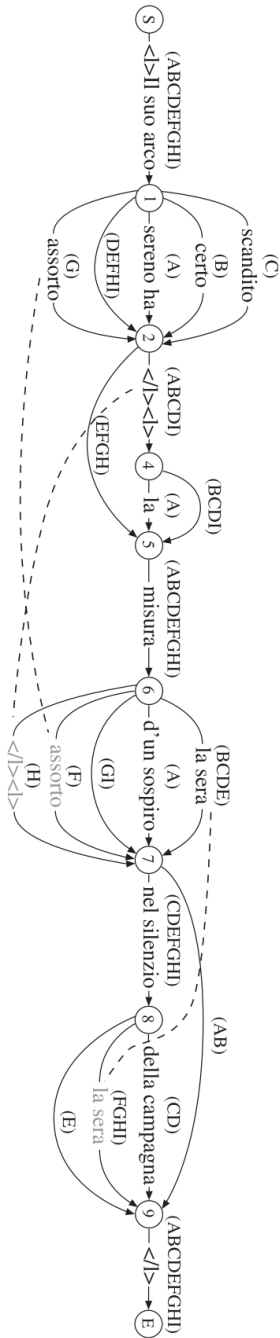 S
(ABCDEFGHI)
<l>Il suo arco
1
(C)
scandito
(B)
certo
(A)
sereno ha
(DEFHI)
(G)
assorto
2
(ABCDI)
</l><l>
(EFGH)
4
(BCDI)
(A)
la
5
(ABCDEFGHI)
misura
6
(BCDE)
la sera
(A)
d'un sospiro
(GI)
(F)
assorto
(H)
</l><l>
7
(AB)
(CDEFGHI)
nel silenzio
8
(CD)
della campagna
(FGHI)
la sera
(E)
9
(ABCDEFGHI)
</l>
E